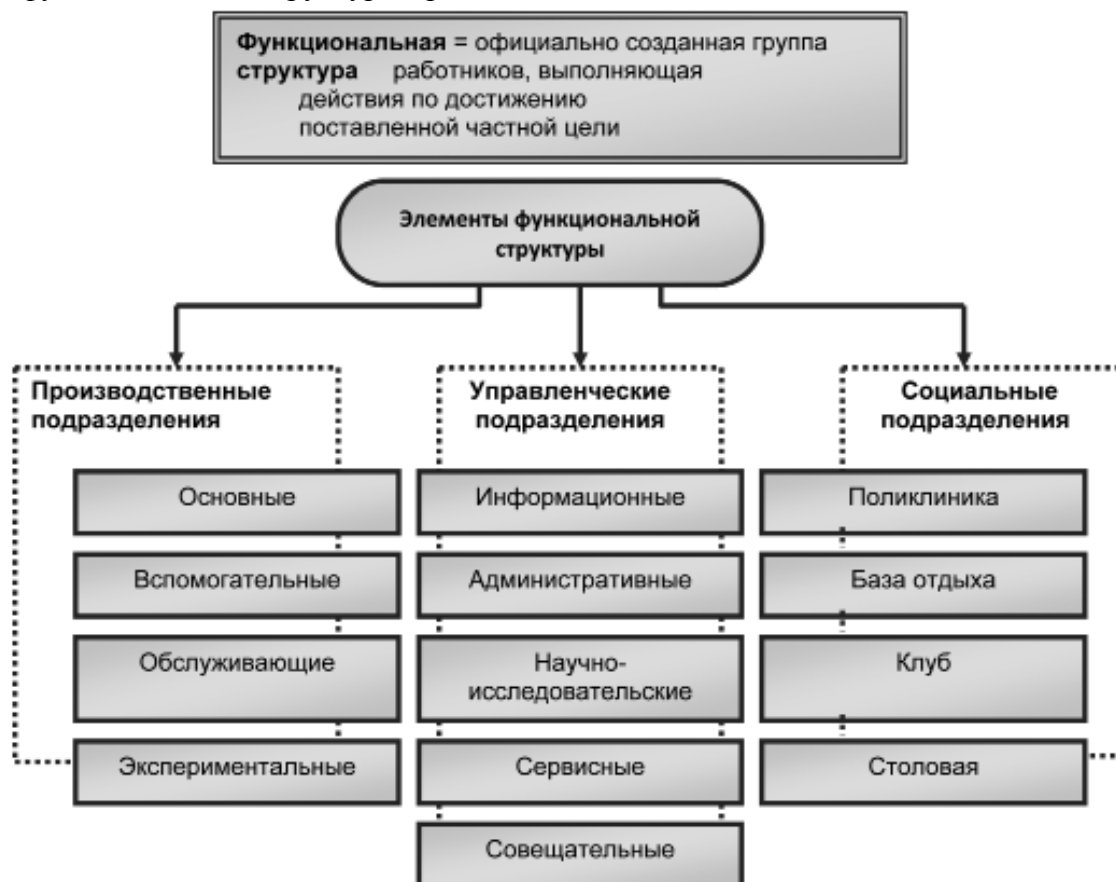 Функциональная = официально созданная группа
структура работников, выполняющая
действия по достижению
поставленной частной цели
Элементы функциональной
структуры
Производственные
подразделения
Основные
Вспомогательные
Обслуживающие
Экспериментальные
Управленческие
подразделения
Информационные
Административные
Научно-
исследовательские
Сервисные
Совещательные
Социальные
подразделения
Поликлиника
База отдыха
Клуб
Столовая